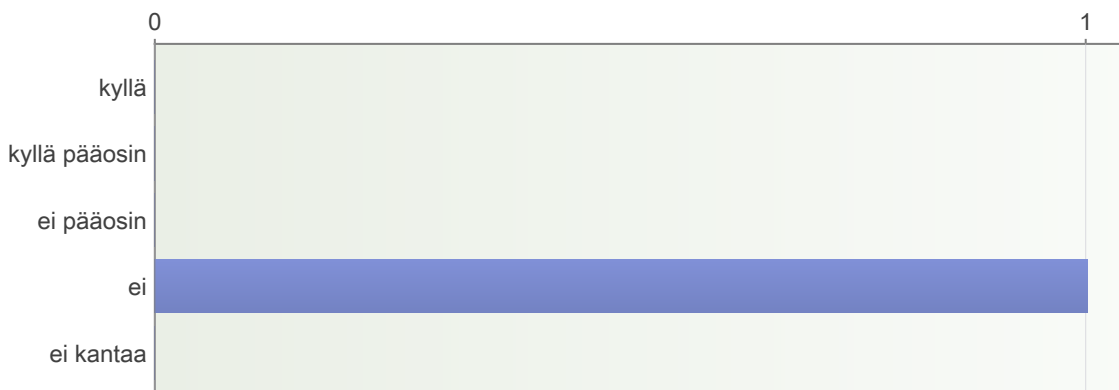 0 1
kyllä
kyllä pääosin
ei pääosin
ei
ei kantaa